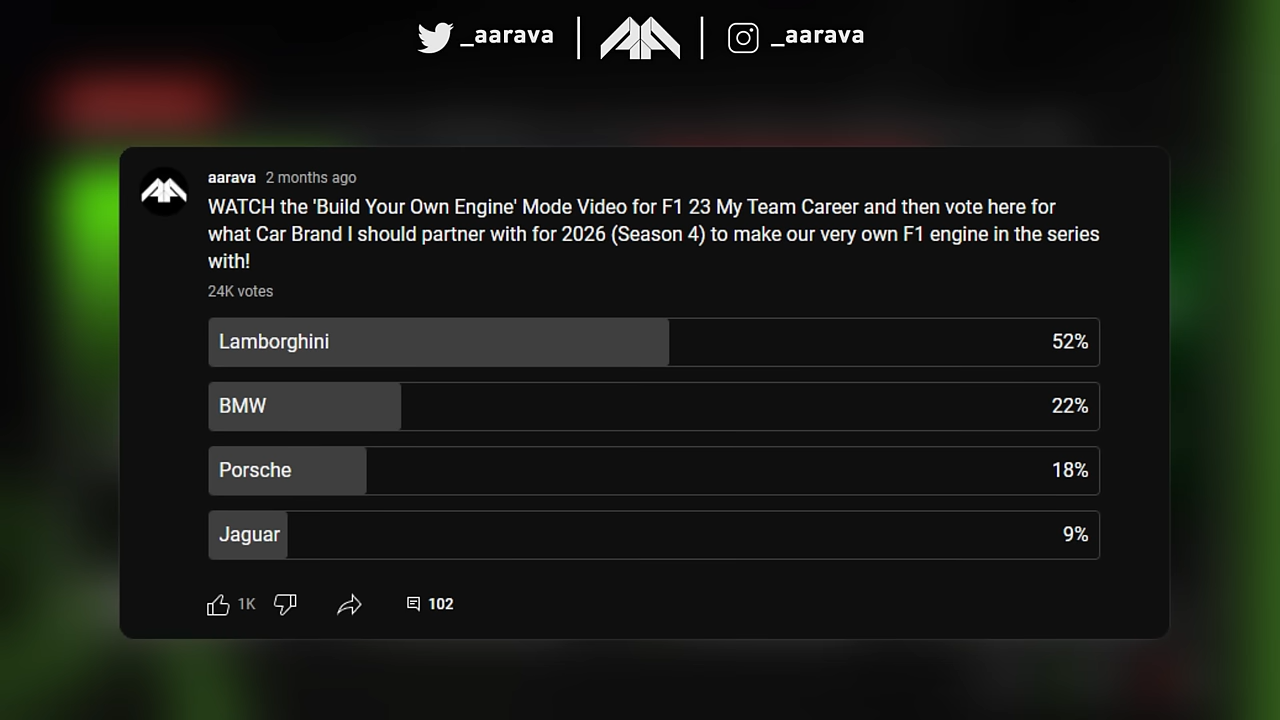 _aarava | | _aarava
aarava 2 months ago
WATCH the 'Build Your Own Engine' Mode Video for F1 23 My Team Career and then vote here for
what Car Brand I should partner with for 2026 (Season 4) to make our very own F1 engine in the series
with!
24K votes
Lamborghini 52%
BMW 22%
Porsche 18%
Jaguar 9%
1K 102